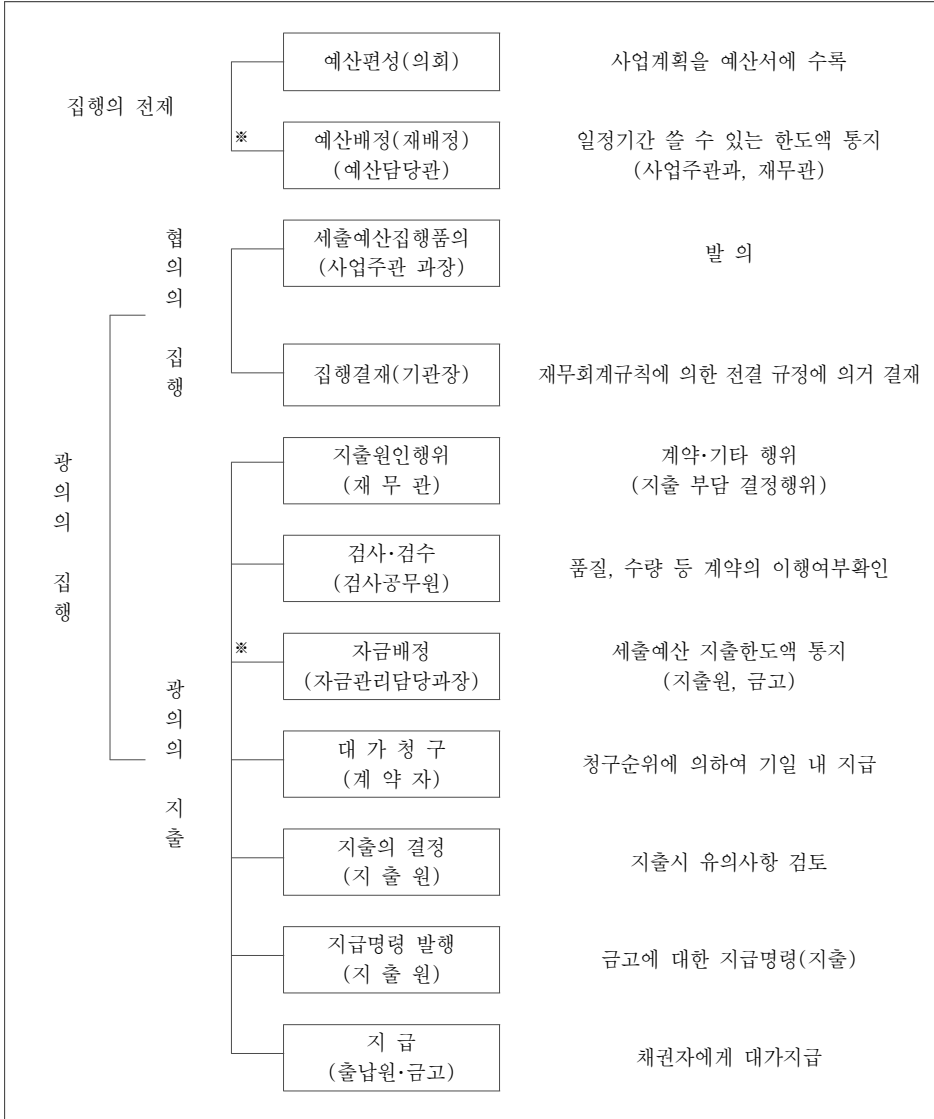 예산편성(의회)
사업계획을 예산서에 수록
집행의 전제
※
예산배정(재배정)
(예산담당관)
일정기간 쓸 수 있는 한도액 통지
(사업주관과, 재무관)
협의의 집행
세출예산집행품의
(사업주관 과장)
발 의
집행결재(기관장)
재무회계규칙에 의한 전결 규정에 의거 결재
광의의 집행
지출원인행위
(재 무 관)
계약·기타 행위
(지출 부담 결정행위)
검사·검수
(검사공무원)
품질, 수량 등 계약의 이행여부확인
※
자금배정
(자금관리담당과장)
세출예산 지출한도액 통지
(지출원, 금고)
광의의 지출
대 가 청 구
(계 약 자)
청구순위에 의하여 기일 내 지급
지출의 결정
(지 출 원)
지출시 유의사항 검토
지급명령 발행
(지 출 원)
금고에 대한 지급명령(지출)
지 급
(출납원·금고)
채권자에게 대가지급